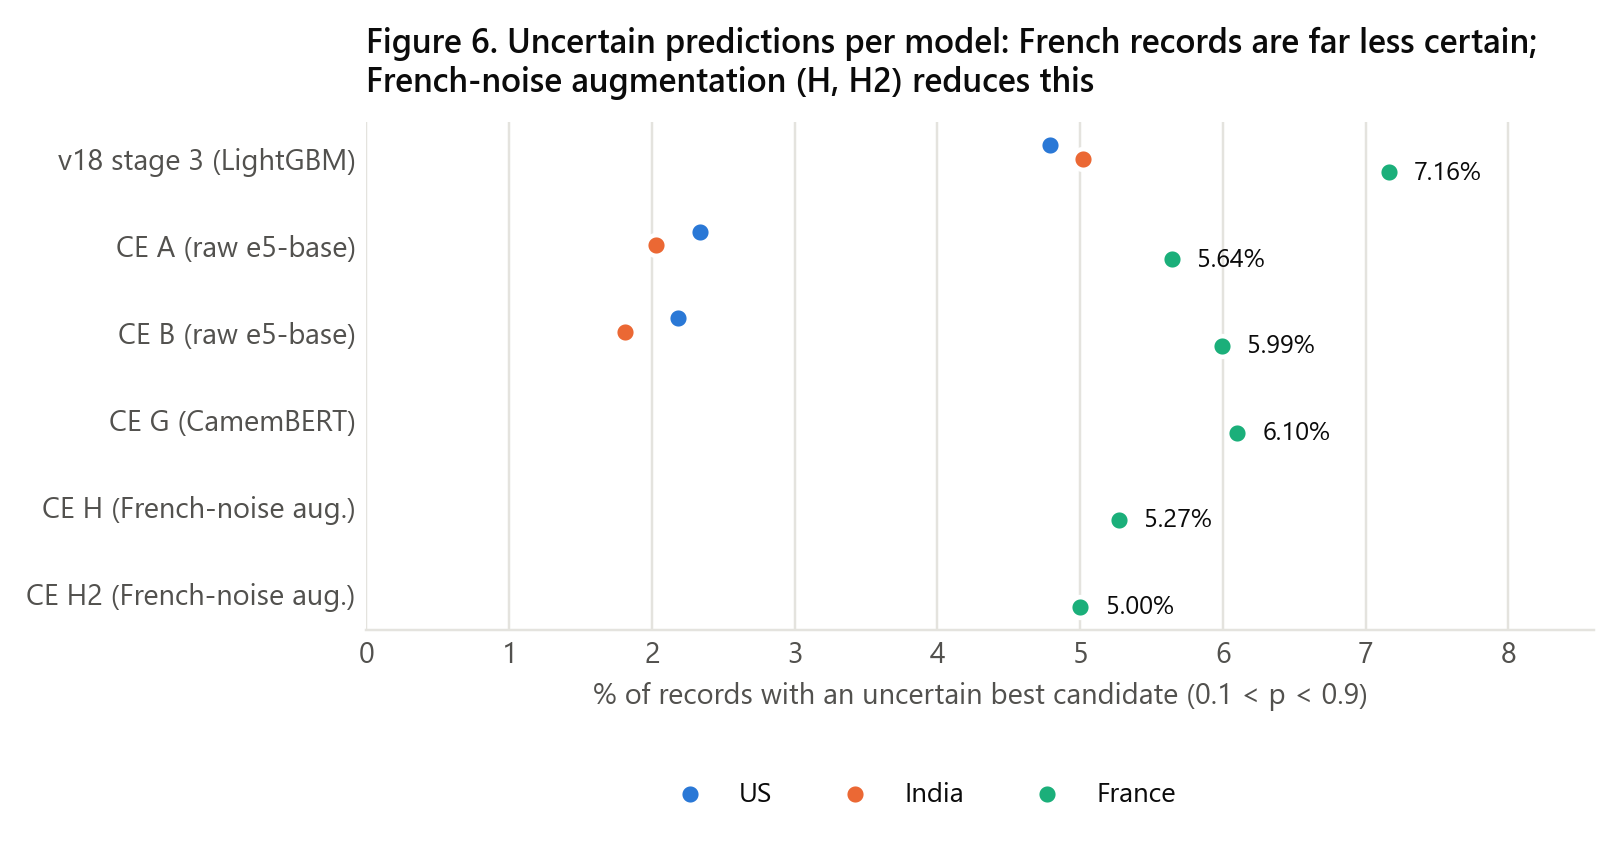 Figure 6. Uncertain predictions per model: French records are far less certain;
French-noise augmentation (H, H2) reduces this
v18 stage 3 (LightGBM)
7.16%
CE A (raw e5-base)
5.64%
CE B (raw e5-base)
5.99%
CE G (CamemBERT)
6.10%
CE H (French-noise aug.)
5.27%
CE H2 (French-noise aug.)
5.00%
0 1 2 3 4 5 6 7 8
% of records with an uncertain best candidate (0.1 < p < 0.9)
US India France